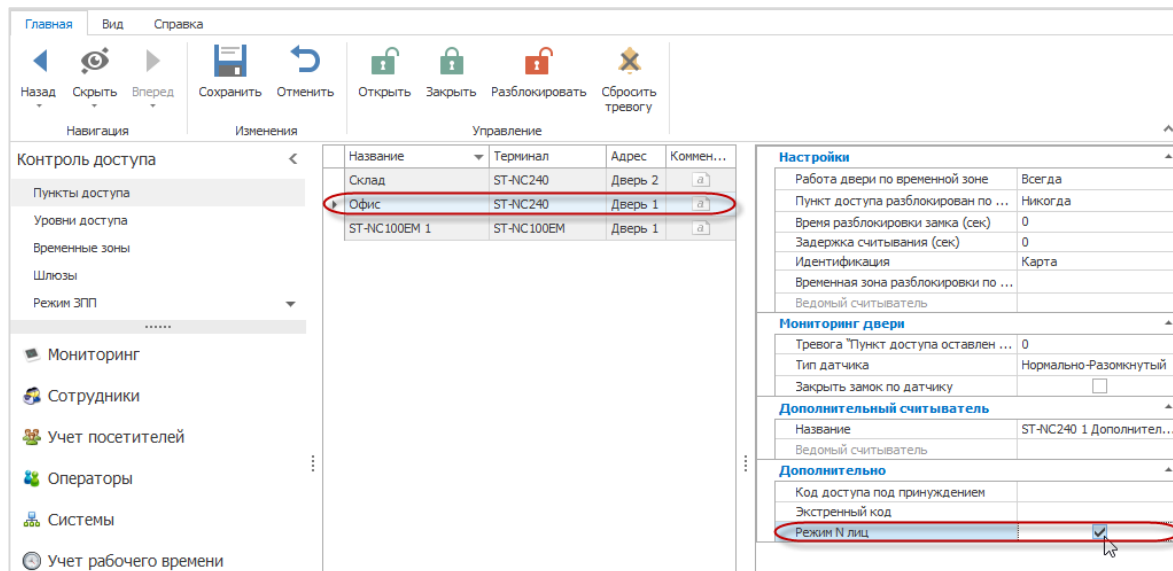 Главная Вид Справка
Назад Скрыть Вперед Сохранить Отменить Открыть Закрыть Разблокировать Сбросить
тревогу
Навигация Изменения Управление
Контроль доступа
Пункты доступа
Уровни доступа
Временные зоны
Шлюзы
Режим ЗПП
Мониторинг
Сотрудники
Учет посетителей
Операторы
Системы
Учет рабочего времени
Название Терминал Адрес Коммен...
Склад ST-NC240 Дверь 2 a
Офис ST-NC240 Дверь 1 a
ST-NC100EM 1 ST-NC100EM Дверь 1 a
Настройки
Работа двери по временной зоне Всегда
Пункт доступа разблокирован по ... Никогда
Время разблокировки замка (сек) 0
Задержка считывания (сек) 0
Идентификация Карта
Временная зона разблокировки по ...
Ведомый считыватель
Мониторинг двери
Тревога "Пункт доступа оставлен ... 0
Тип датчика Нормально-Разомкнутый
Закрыть замок по датчику
Дополнительный считыватель
Название ST-NC240 1 Дополнител...
Ведомый считыватель
Дополнительно
Код доступа под принуждением
Экстренный код
Режим N лиц